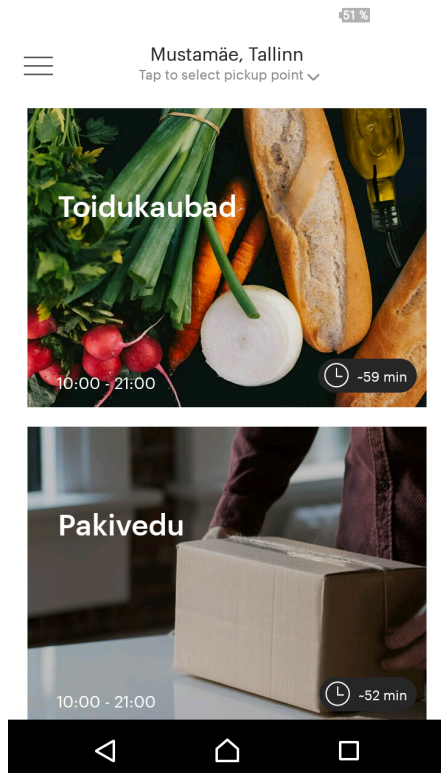 51 %
Mustamäe, Tallinn
Tap to select pickup point
Toidukaubad
10:00 - 21:00
~59 min
Pakivedu
10:00 - 21:00
~52 min